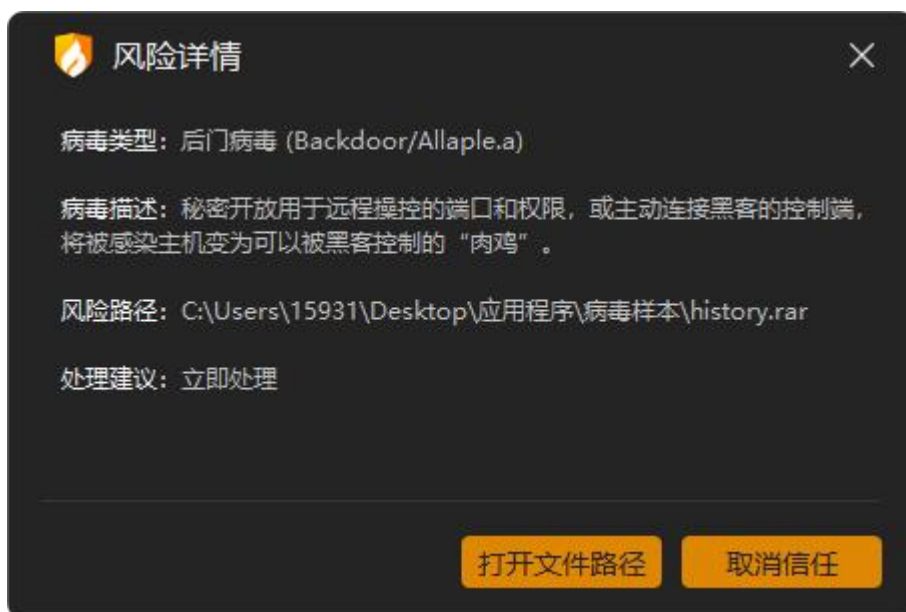 风险详情
病毒类型：后门病毒 (Backdoor/Allaple.a)
病毒描述：秘密开放用于远程操控的端口和权限，或主动连接黑客的控制端，
将被感染主机变为可以被黑客控制的“肉鸡”。
风险路径：C:\Users\15931\Desktop\应用程序\病毒样本\history.rar
处理建议：立即处理
打开文件路径
取消信任